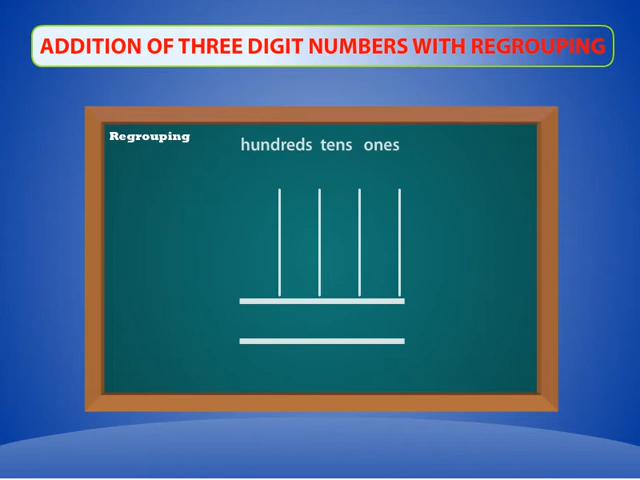 ADDITION OF THREE DIGIT NUMBERS WITH REGROUPING
Regrouping
hundreds tens ones